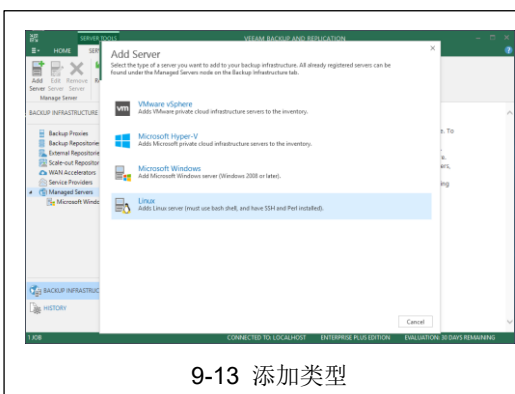 SERVER TOOLS
VEEAM BACKUP AND REPLICATION
HOME
Add Server
Select the type of a server you want to add to your backup infrastructure. All already registered servers can be
found under the Managed Servers node on the Backup Infrastructure tab.
Add Edit Remove
Server Server Server
Manage Server
BACKUP INFRASTRUCTURE
Backup Proxies
Backup Repositorie
External Repositorie
Scale-out Repositor
WAN Accelerators
Service Providers
Managed Servers
Microsoft Windo
vm
VMware vSphere
Adds VMware private cloud infrastructure servers to the inventory.
Microsoft Hyper-V
Adds Microsoft private cloud infrastructure servers to the inventory.
Microsoft Windows
Add Microsoft Windows server (Windows 2008 or later).
Linux
Adds Linux server (must use bash shell, and have SSH and Perl installed).
BACKUP INFRASTRUC
HISTORY
Cancel
1 JOB
CONNECTED TO: LOCALHOST
ENTERPRISE PLUS EDITION
EVALUATION: 30 DAYS REMAINING
9-13 添加类型